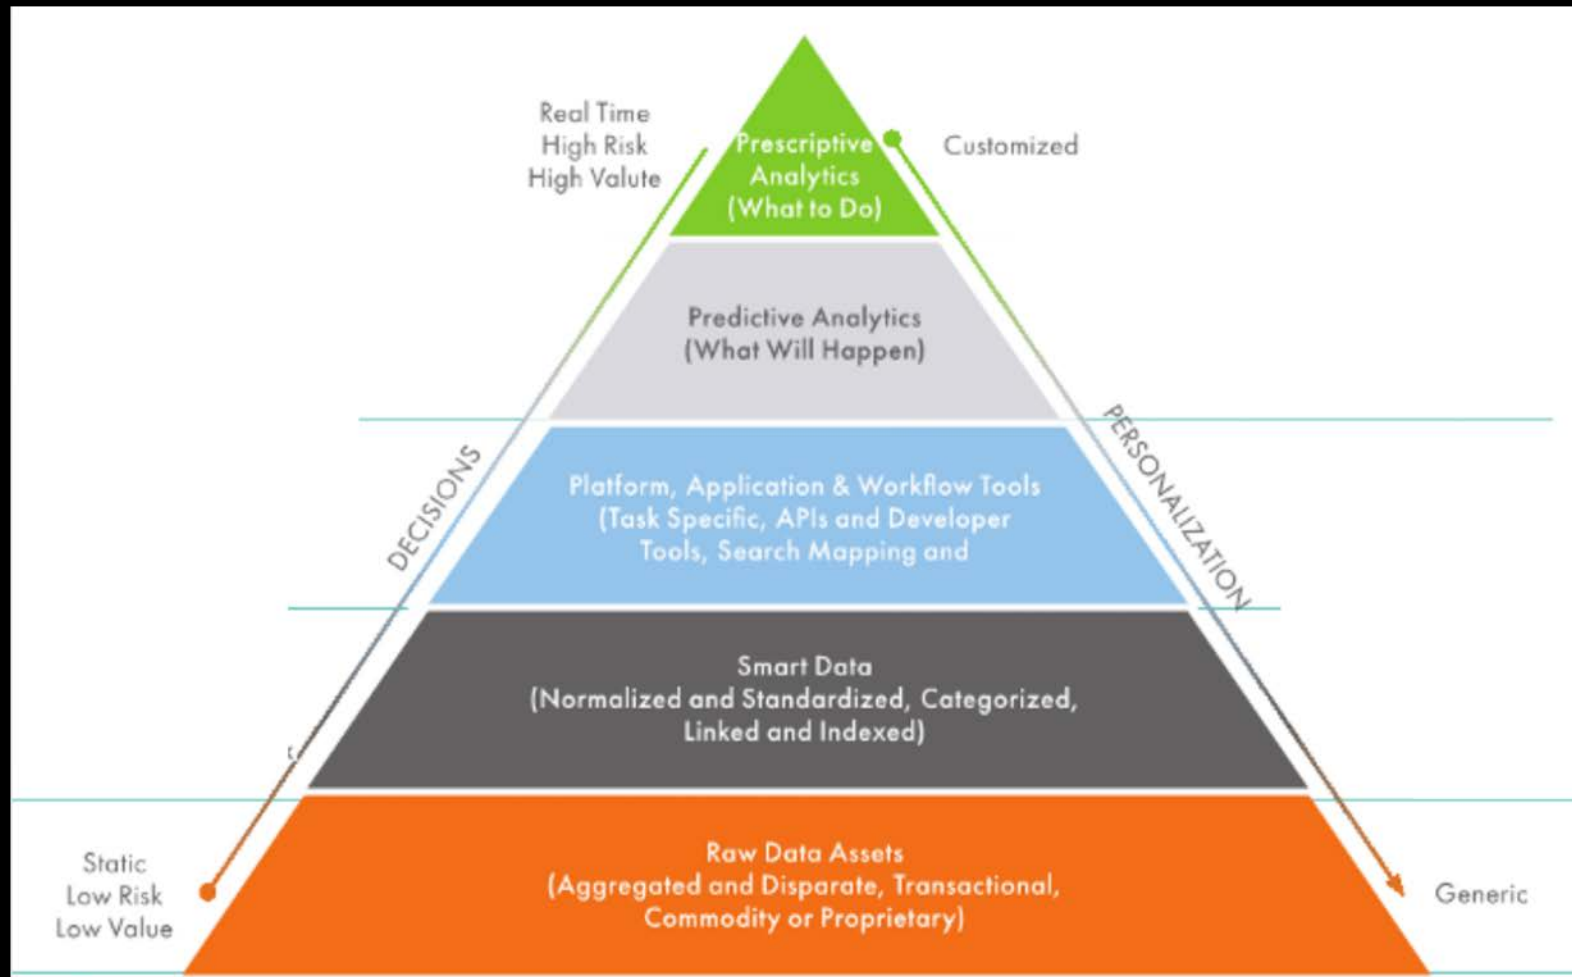 Real Time
High Risk
High Valute
Prescriptive
Analytics
(What to Do)
Customized
Predictive Analytics
(What Will Happen)
DECISIONS
PERSONALIZATION
Platform, Application & Workflow Tools
(Task Specific, APIs and Developer
Tools, Search Mapping and
Smart Data
(Normalized and Standardized, Categorized,
Linked and Indexed)
Static
Low Risk
Low Value
Raw Data Assets
(Aggregated and Disparate, Transactional,
Commodity or Proprietary)
Generic